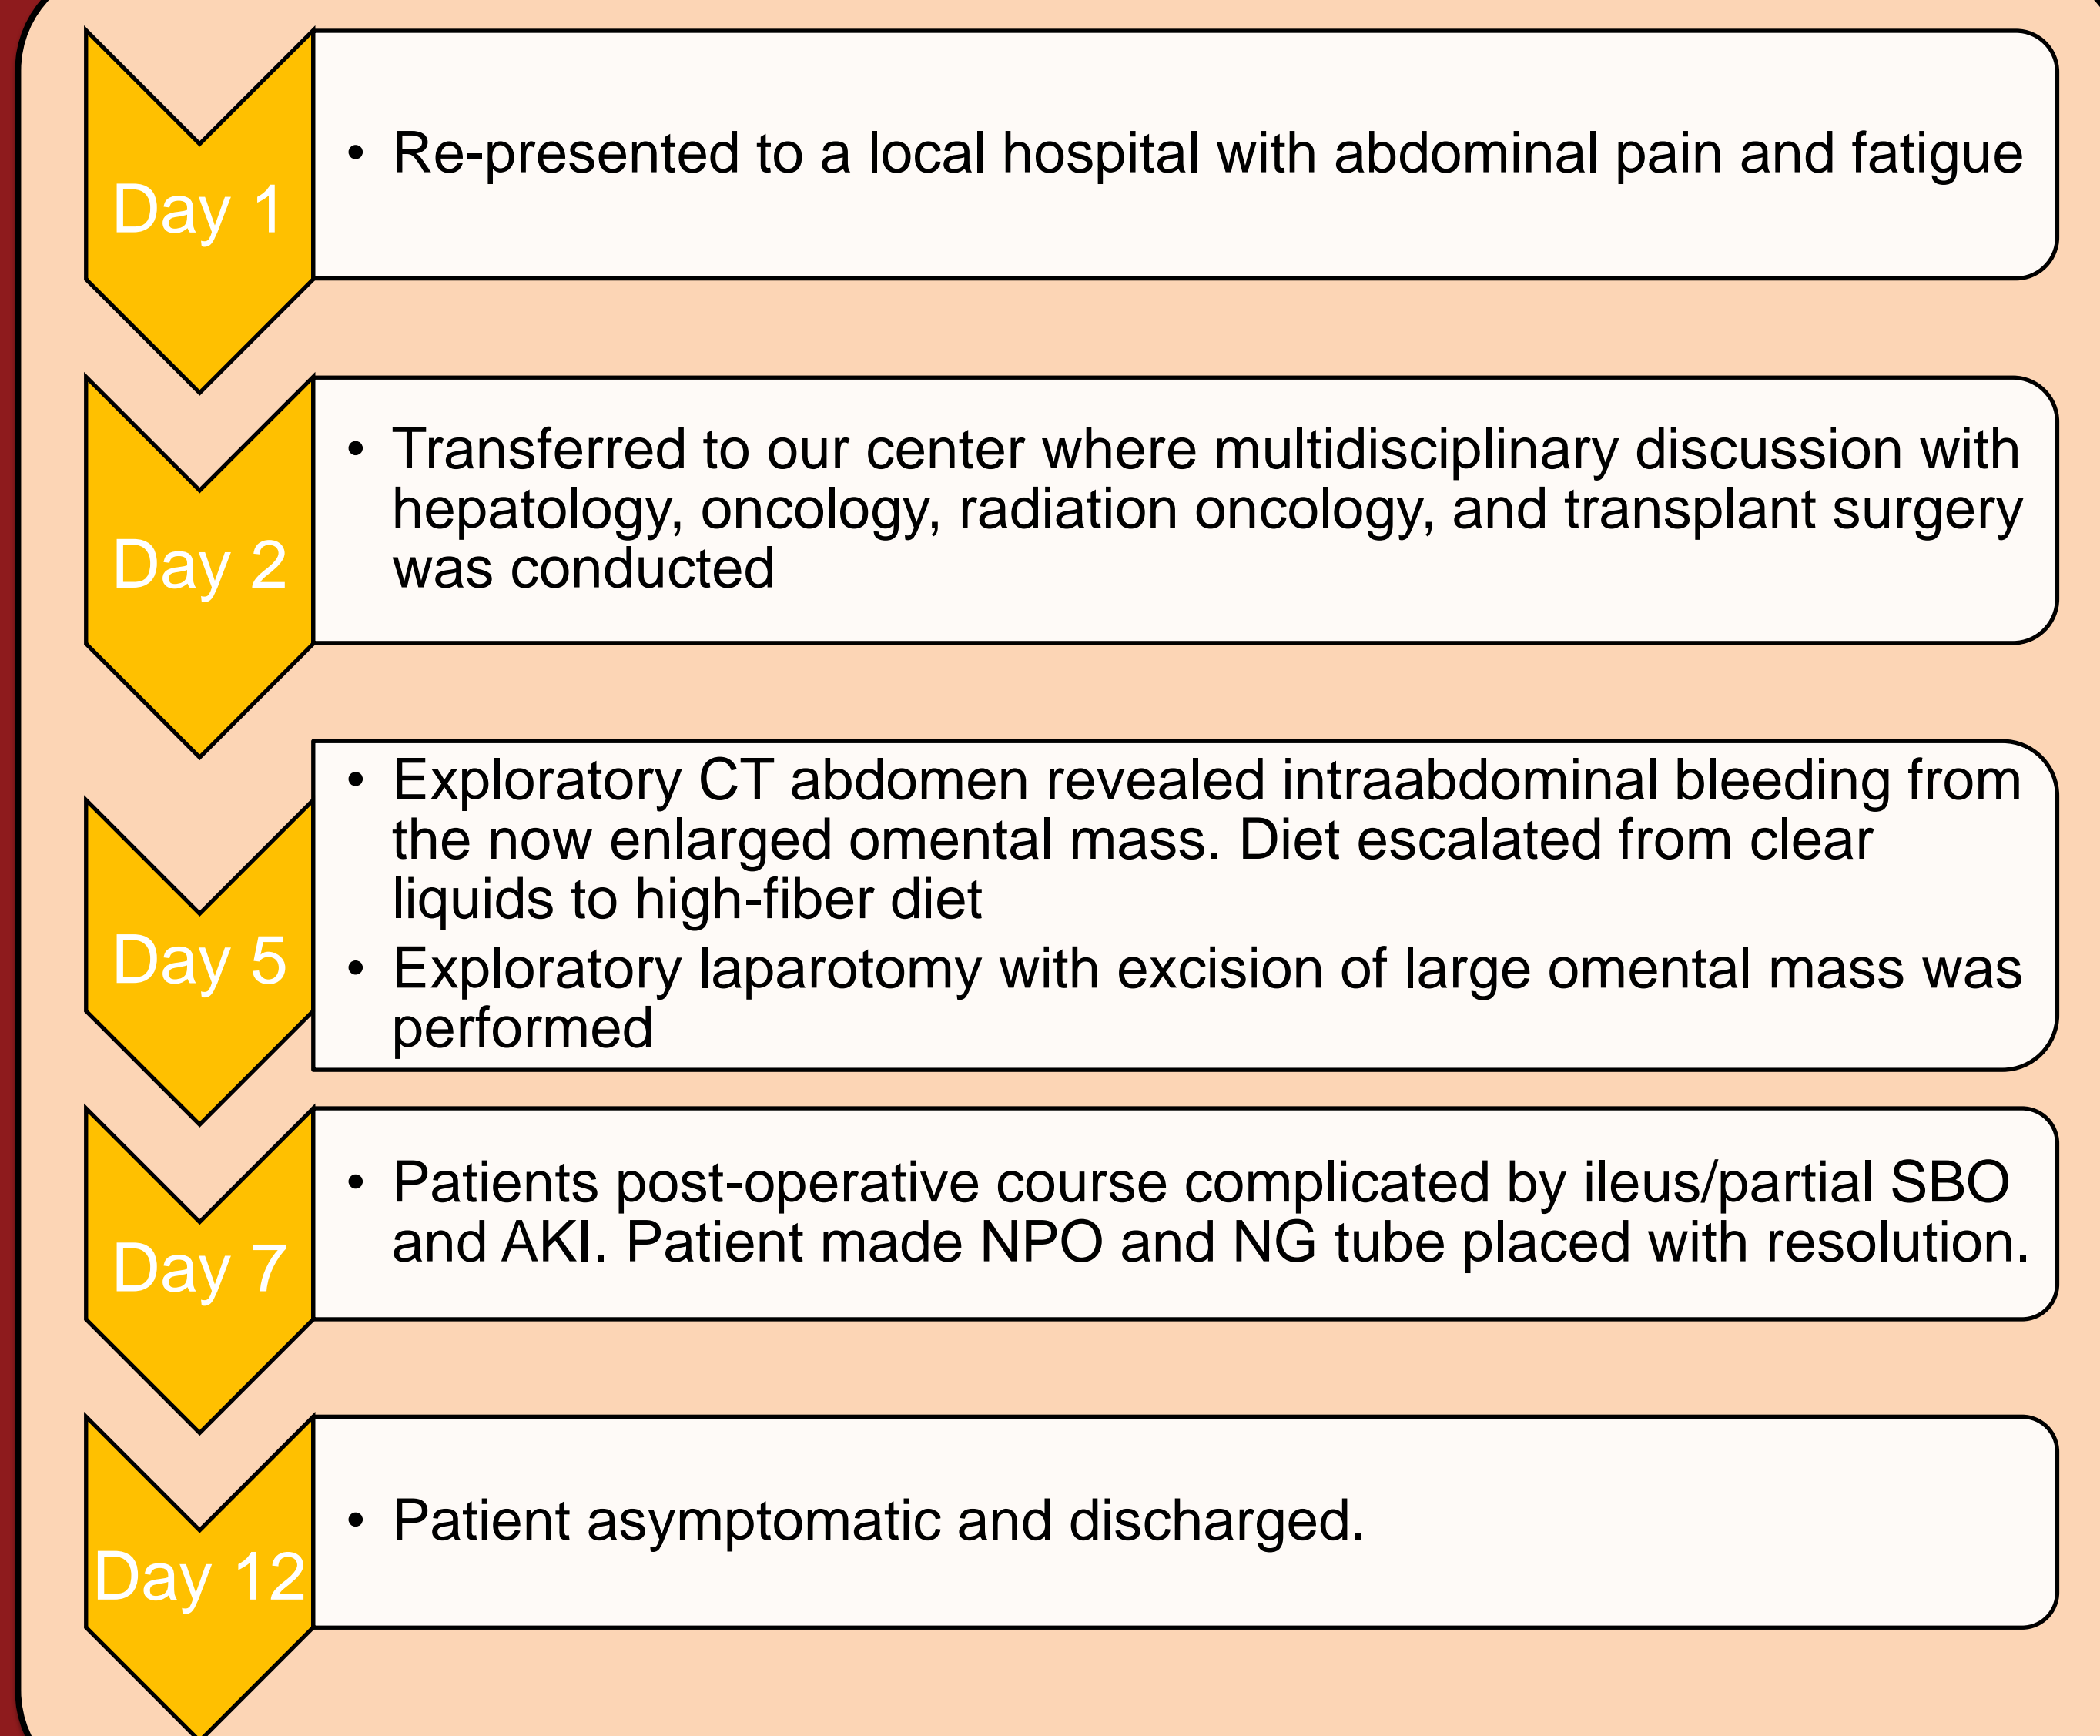 Day 1
• Re-presented to a local hospital with abdominal pain and fatigue
Day 2
• Transferred to our center where multidisciplinary discussion with
hepatology, oncology, radiation oncology, and transplant surgery
was conducted
Day 5
• Exploratory CT abdomen revealed intraabdominal bleeding from
the now enlarged omental mass. Diet escalated from clear
liquids to high-fiber diet
• Exploratory laparotomy with excision of large omental mass was
performed
Day 7
• Patients post-operative course complicated by ileus/partial SBO
and AKI. Patient made NPO and NG tube placed with resolution.
Day 12
• Patient asymptomatic and discharged.